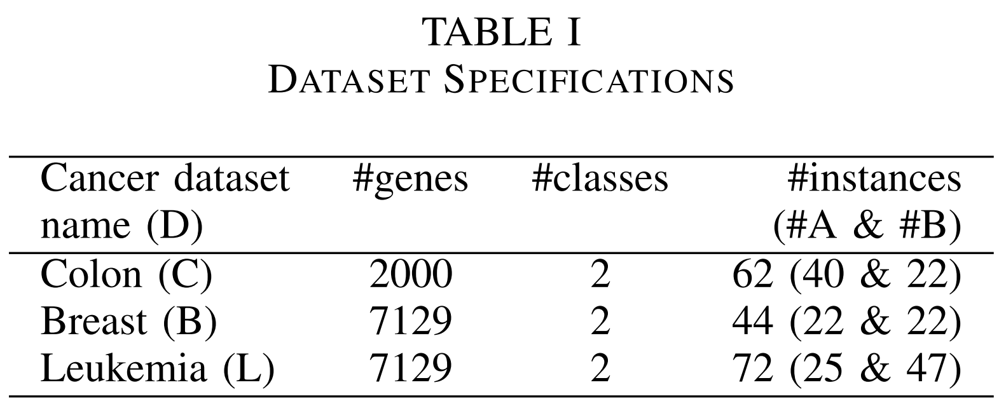 TABLE I
DATASET SPECIFICATIONS
Cancer dataset #genes #classes #instances
name (D) (#A & #B)
Colon (C) 2000 2 62 (40 & 22)
Breast (B) 7129 2 44 (22 & 22)
Leukemia (L) 7129 2 72 (25 & 47)